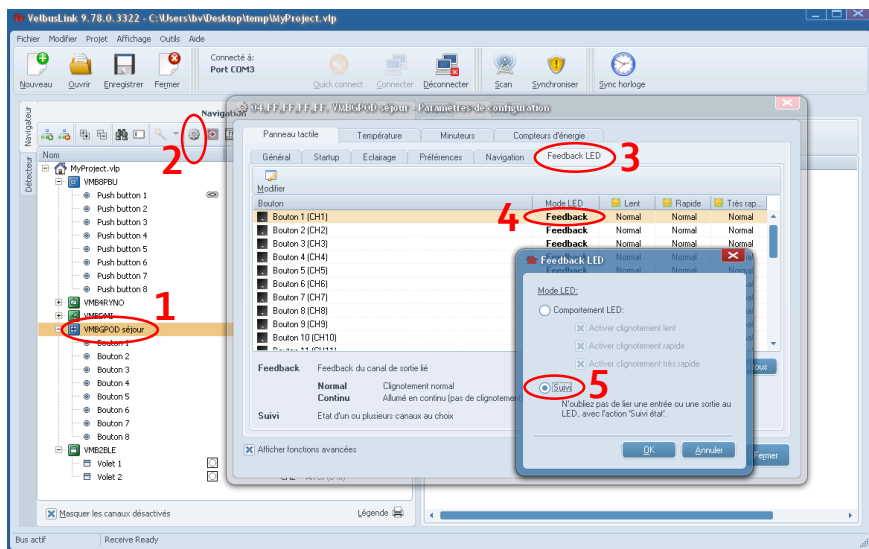 VelbusLink 9.78.0.3322 - C:\Users\bv\Desktop\temp\MyProject.vlp
Fichier Modifier Projet Affichage Outils Aide
Nouveau Ouvrir Enregistrer Fermer
Connecté à:
Port COM3
Quick connect Connecter Déconnecter Scan Synchroniser Sync horloge
Navigateur
Détecteur
Navigation
2
Nom
MyProject.vlp
VMB8PBU
Push button 1
Push button 2
Push button 3
Push button 4
Push button 5
Push button 6
Push button 7
Push button 8
VMB4RYNO
1
VMBGPOD séjour
Bouton 2
Bouton 3
Bouton 4
Bouton 5
Bouton 6
Bouton 7
Bouton 8
VMB2BLE
Volet 1
Volet 2
Masquer les canaux désactivés
Légende
Bus actif Receive Ready
04 FF FF FF FF VMBGPOD séjour - Paramètres de configuration
Panneau tactile Température Minuteurs Compteurs d'énergie
Général Startup Eclairage Préférences Navigation Feedback LED
3
Modifier
Bouton Mode LED Lent Rapide Très rap...
Bouton 1 (CH1) Feedback Normal Normal Normal
4
Bouton 2 (CH2) Feedback Normal Normal Normal
Bouton 3 (CH3) Feedback Normal Normal Normal
Bouton 4 (CH4)
Bouton 5 (CH5)
Bouton 6 (CH6)
Bouton 7 (CH7)
Bouton 8 (CH8)
Bouton 9 (CH9)
Bouton 10 (CH10)
Bouton 11 (CH11)
Feedback Feedback du canal de sortie lié
Normal Clignotement normal
Continu Allumé en continu (pas de clignotement
Suivi Etat d'un ou plusieurs canaux au choix
Afficher fonctions avancées
Fermer
Feedback LED
Mode LED:
Comportement LED:
Activer clignotement lent
Activer clignotement rapide
Activer clignotement très rapide
5
Suivi
N'oubliez pas de lier une entrée ou une sortie au
LED, avec l'action 'Suivi état'.
OK Annuler